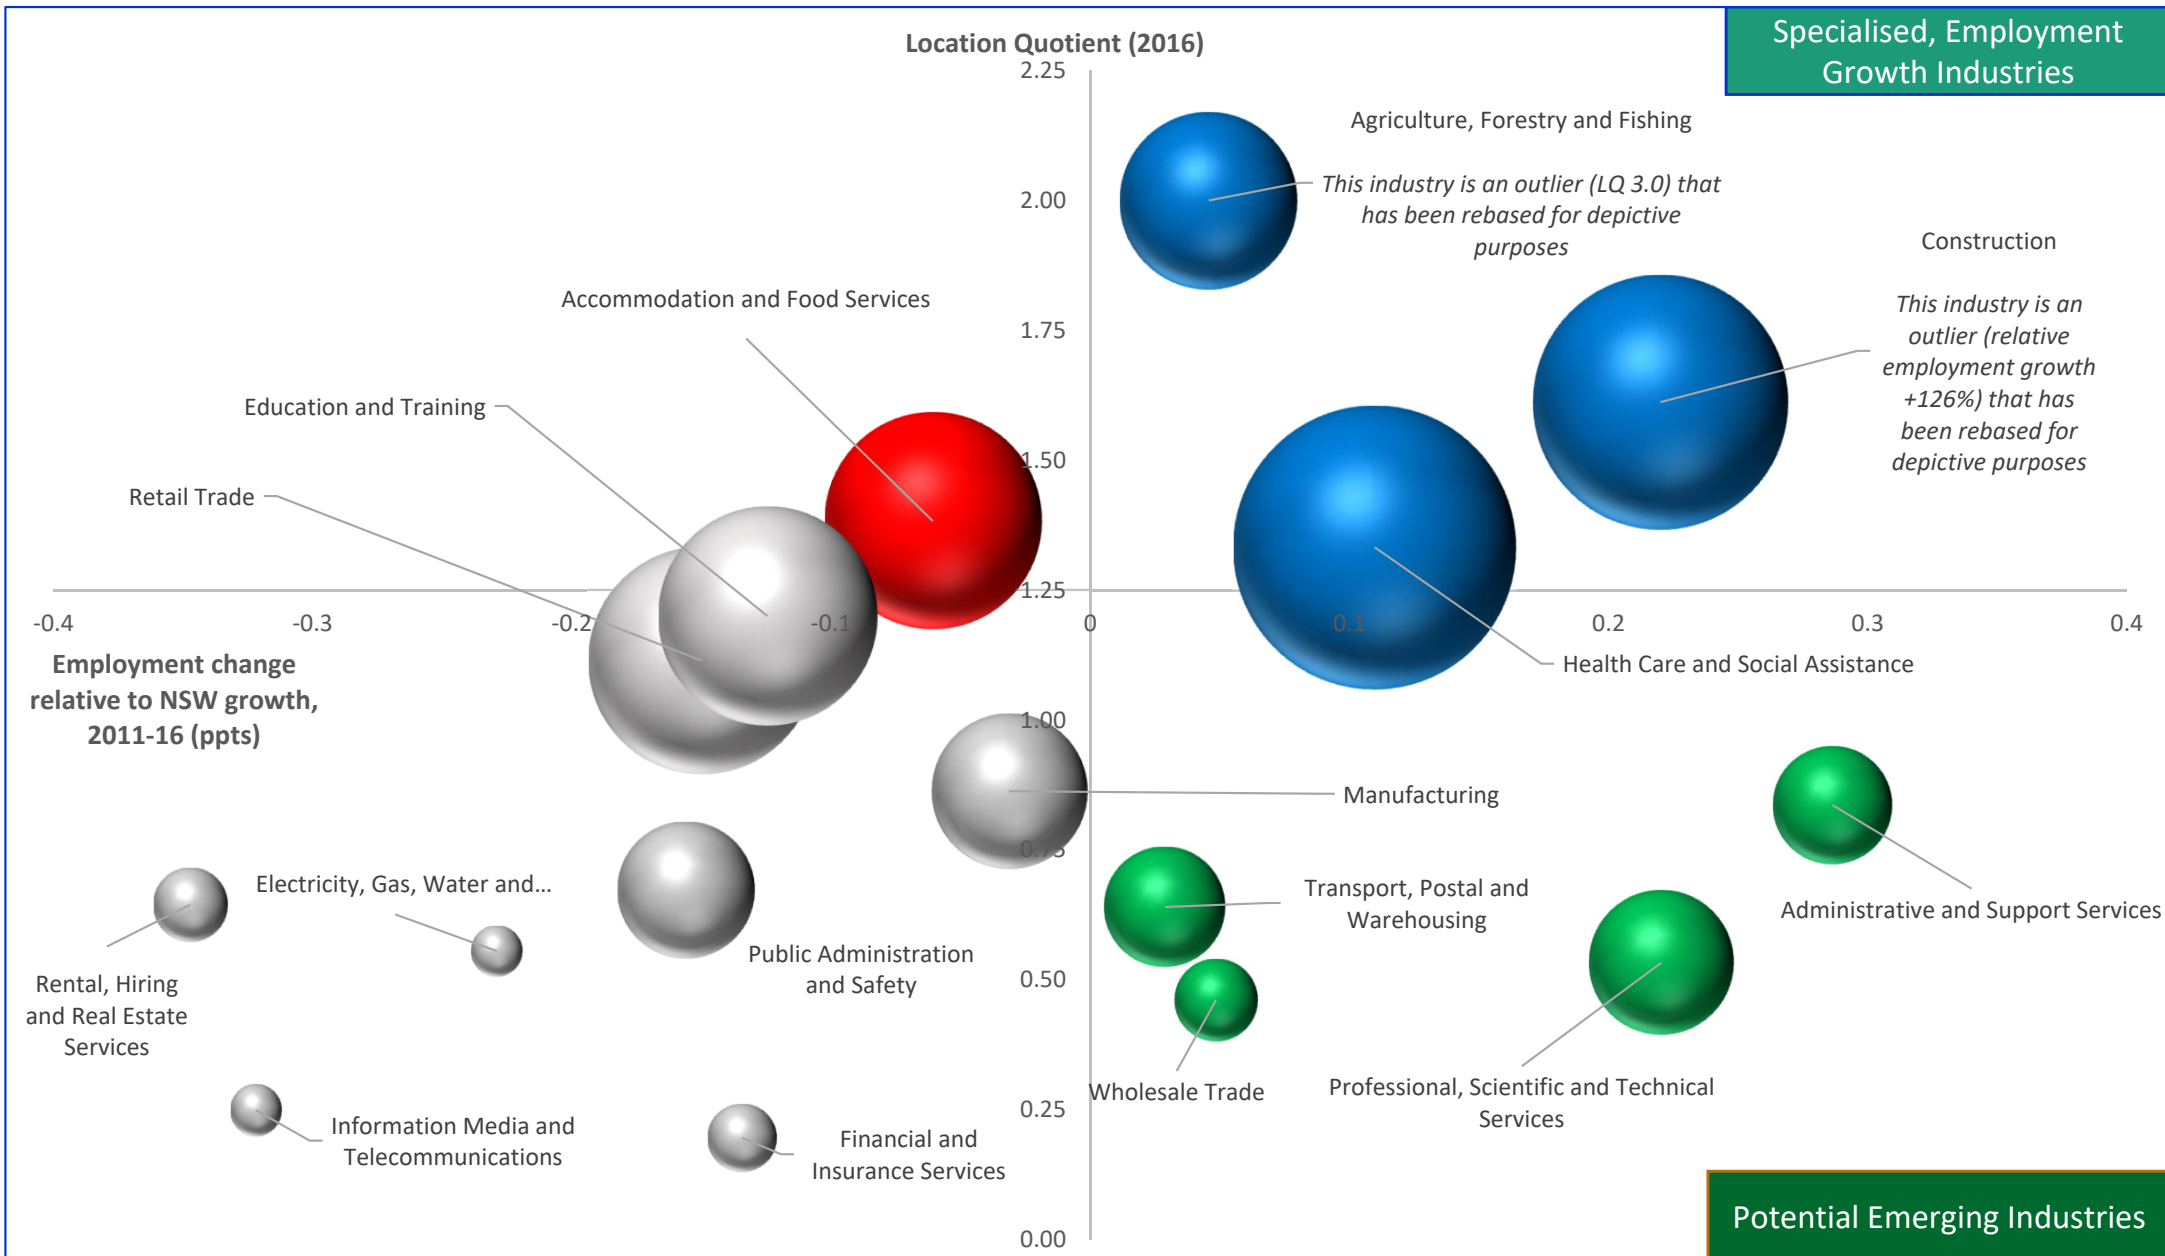 Location Quotient (2016)
Specialised, Employment
Growth Industries
2.25
Agriculture, Forestry and Fishing
This industry is an outlier (LQ 3.0) that
has been rebased for depictive
purposes
2.00
Construction
This industry is an
outlier (relative
employment growth
+126%) that has
been rebased for
depictive purposes
Accommodation and Food Services
1.75
Education and Training
1.50
Retail Trade
1.25
-0.4
-0.3
-0.2
-0.1
0
0.1
0.2
0.3
0.4
Employment change
relative to NSW growth,
2011-16 (ppts)
Health Care and Social Assistance
1.00
Manufacturing
0.75
Electricity, Gas, Water and...
Transport, Postal and
Warehousing
Administrative and Support Services
Public Administration
and Safety
0.50
Rental, Hiring
and Real Estate
Services
Wholesale Trade
Professional, Scientific and Technical
Services
0.25
Information Media and
Telecommunications
Financial and
Insurance Services
Potential Emerging Industries
0.00